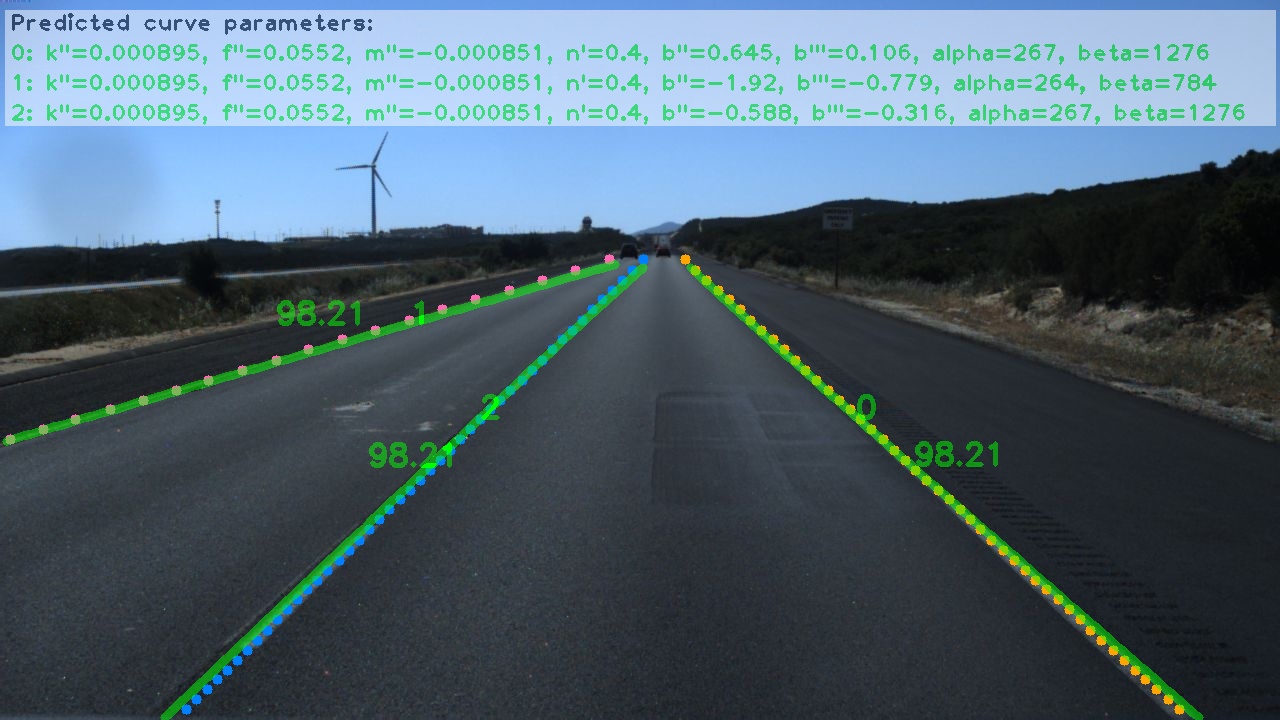 Predicted curve parameters:
0: k''=0.000895, f''=0.0552, m''=−0.000851, n'=0.4, b''=0.645, b'''=0.106, alpha=267, beta=1276
1: k''=0.000895, f''=0.0552, m''=−0.000851, n'=0.4, b''=−1.92, b'''=−0.779, alpha=264, beta=784
2: k''=0.000895, f''=0.0552, m''=−0.000851, n'=0.4, b''=−0.588, b'''=−0.316, alpha=267, beta=1276
98.21 1
2 0
98.21 98.21